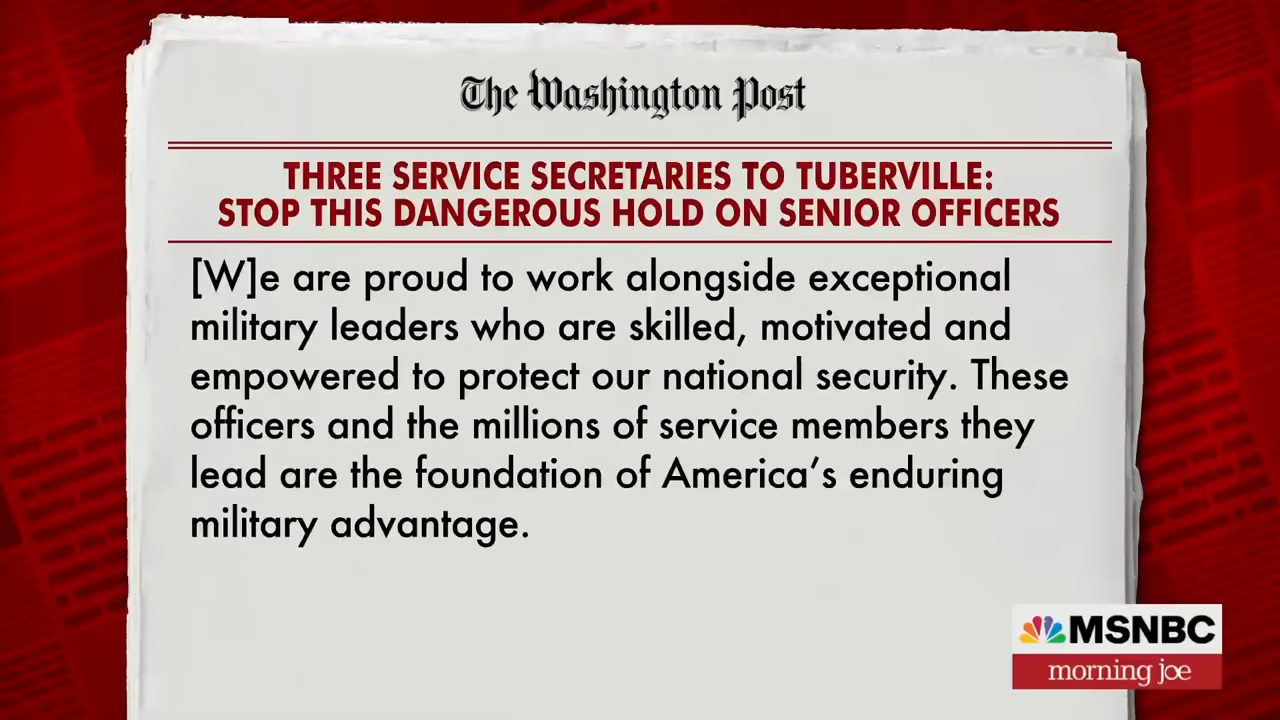 The Washington Post
THREE SERVICE SECRETARIES TO TUBERVILLE:
STOP THIS DANGEROUS HOLD ON SENIOR OFFICERS
[W]e are proud to work alongside exceptional
military leaders who are skilled, motivated and
empowered to protect our national security. These
officers and the millions of service members they
lead are the foundation of America’s enduring
military advantage.
MSNBC
morning joe